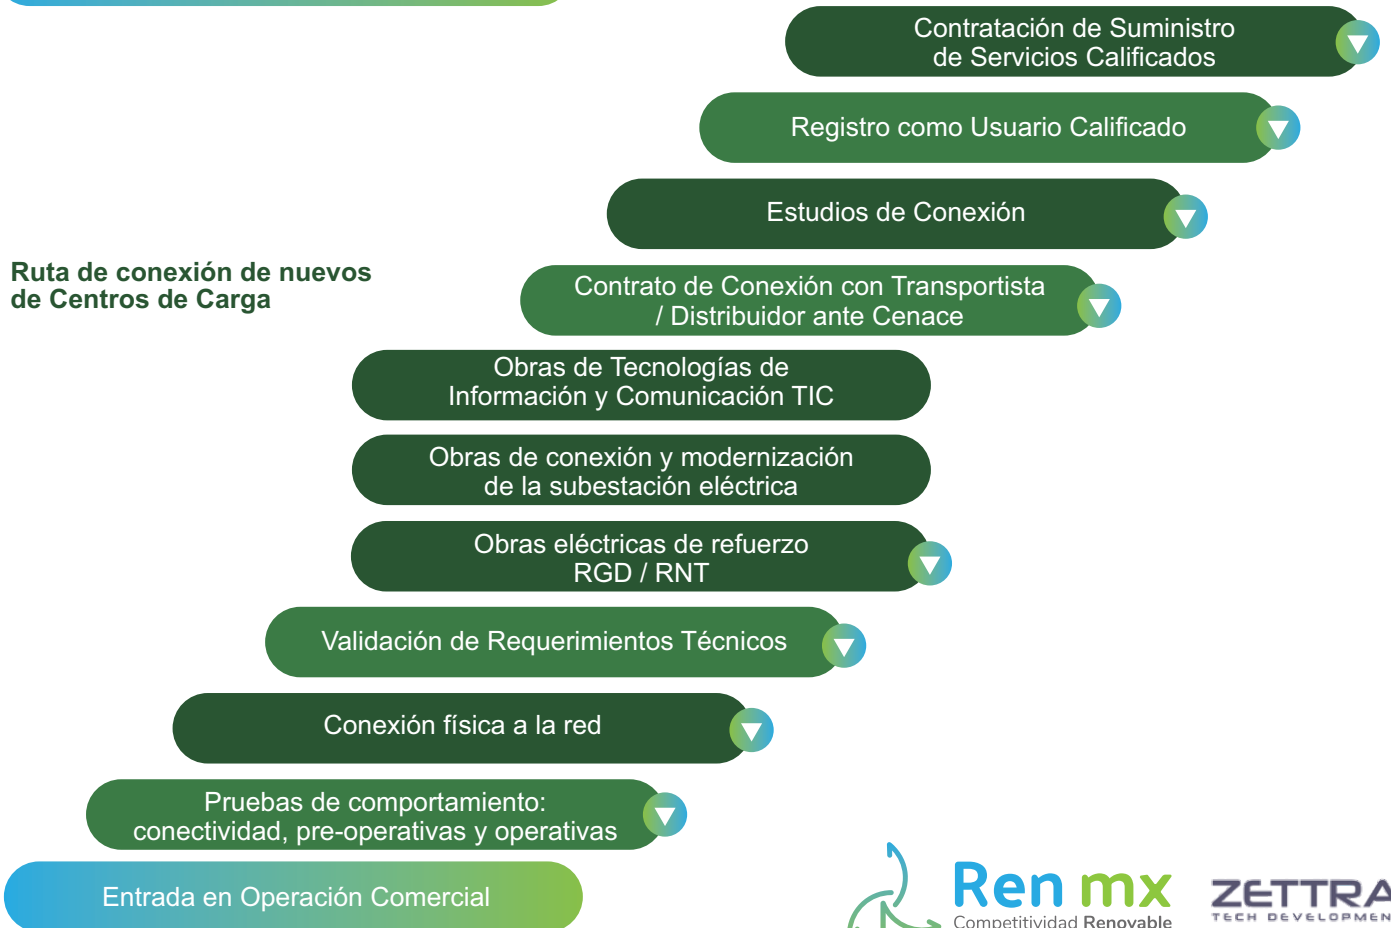 Contratación de Suministro
de Servicios Calificados
Registro como Usuario Calificado
Estudios de Conexión
Ruta de conexión de nuevos
de Centros de Carga
Contrato de Conexión con Transportista
/ Distribuidor ante Cenace
Obras de Tecnologías de
Información y Comunicación TIC
Obras de conexión y modernización
de la subestación eléctrica
Obras eléctricas de refuerzo
RGD / RNT
Validación de Requerimientos Técnicos
Conexión física a la red
Pruebas de comportamiento:
conectividad, pre-operativas y operativas
Entrada en Operación Comercial
Ren mx
Competitividad Renovable
ZETTRA
TECH DEVELOPMEN